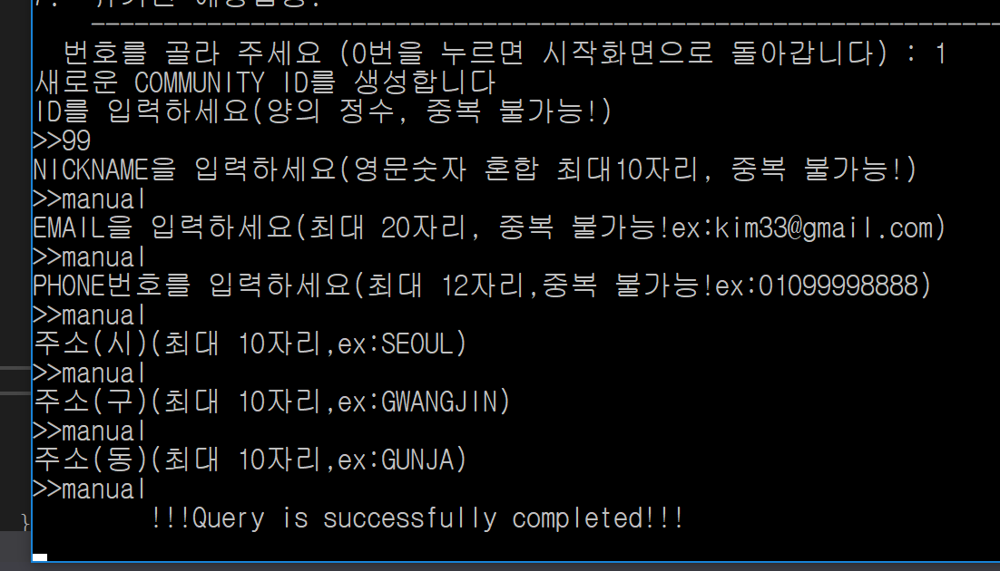 번호를 골라 주세요 (0번을 누르면 시작화면으로 돌아갑니다) : 1
새로운 COMMUNITY ID를 생성합니다
ID를 입력하세요(양의 정수, 중복 불가능!)
>>99
NICKNAME을 입력하세요(영문숫자 혼합 최대10자리, 중복 불가능!)
>>manual
EMAIL을 입력하세요(최대 20자리, 중복 불가능!ex:kim33@gmail.com)
>>manual
PHONE번호를 입력하세요(최대 12자리,중복 불가능!ex:01099998888)
>>manual
주소(시)(최대 10자리,ex:SEOUL)
>>manual
주소(구)(최대 10자리,ex:GWANGJIN)
>>manual
주소(동)(최대 10자리,ex:GUNJA)
>>manual
}
!!!Query is successfully completed!!!